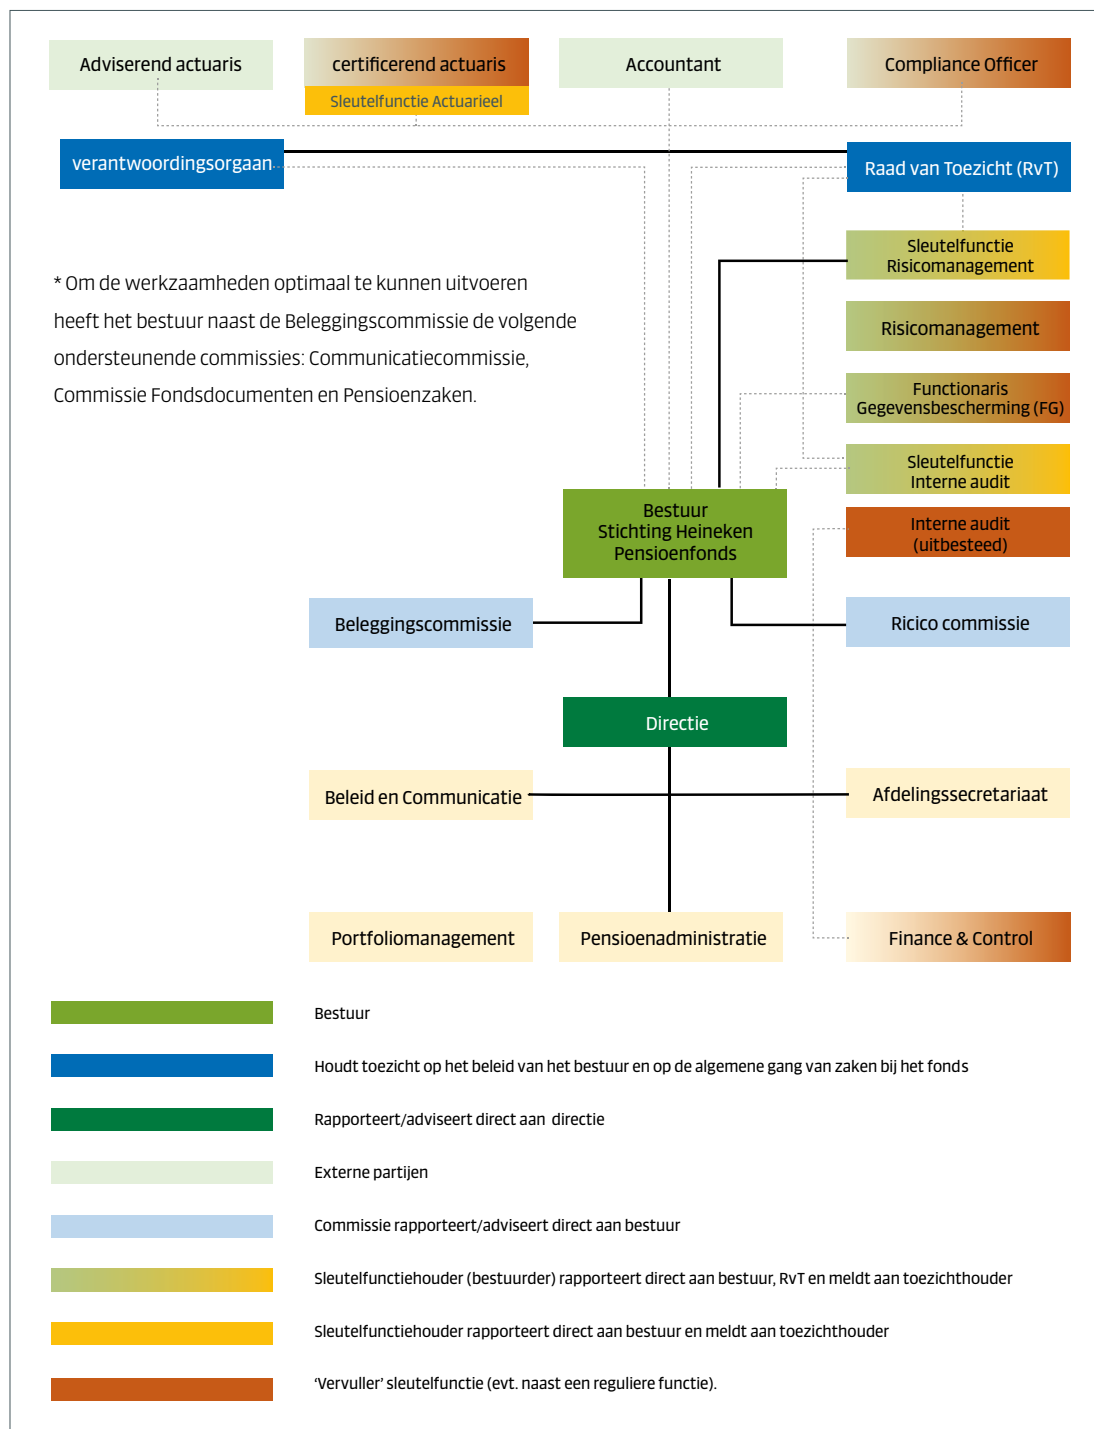 Adviserend actuaris
certificerend actuaris
Sleutelfunctie Actuarieel
Accountant
Compliance Officer
verantwoordingsorgaan
Raad van Toezicht (RvT)
Sleutelfunctie
Risicomanagement
* Om de werkzaamheden optimaal te kunnen uitvoeren
heeft het bestuur naast de Beleggingscommissie de volgende
ondersteunende commissies: Communicatiecommissie,
Commissie Fondsdocumenten en Pensioenzaken.
Risicomanagement
Functionaris
Gegevensbescherming (FG)
Sleutelfunctie
Interne audit
Bestuur
Stichting Heineken
Pensioenfonds
Interne audit
(uitbesteed)
Beleggingscommissie
Ricico commissie
Directie
Beleid en Communicatie
Afdelingssecretariaat
Portfoliomanagement
Pensioenadministratie
Finance & Control
Bestuur
Houdt toezicht op het beleid van het bestuur en op de algemene gang van zaken bij het fonds
Rapporteert/adviseert direct aan directie
Externe partijen
Commissie rapporteert/adviseert direct aan bestuur
Sleutelfunctiehouder (bestuurder) rapporteert direct aan bestuur, RvT en meldt aan toezichthouder
Sleutelfunctiehouder rapporteert direct aan bestuur en meldt aan toezichthouder
‘Vervuller’ sleutelfunctie (evt. naast een reguliere functie).